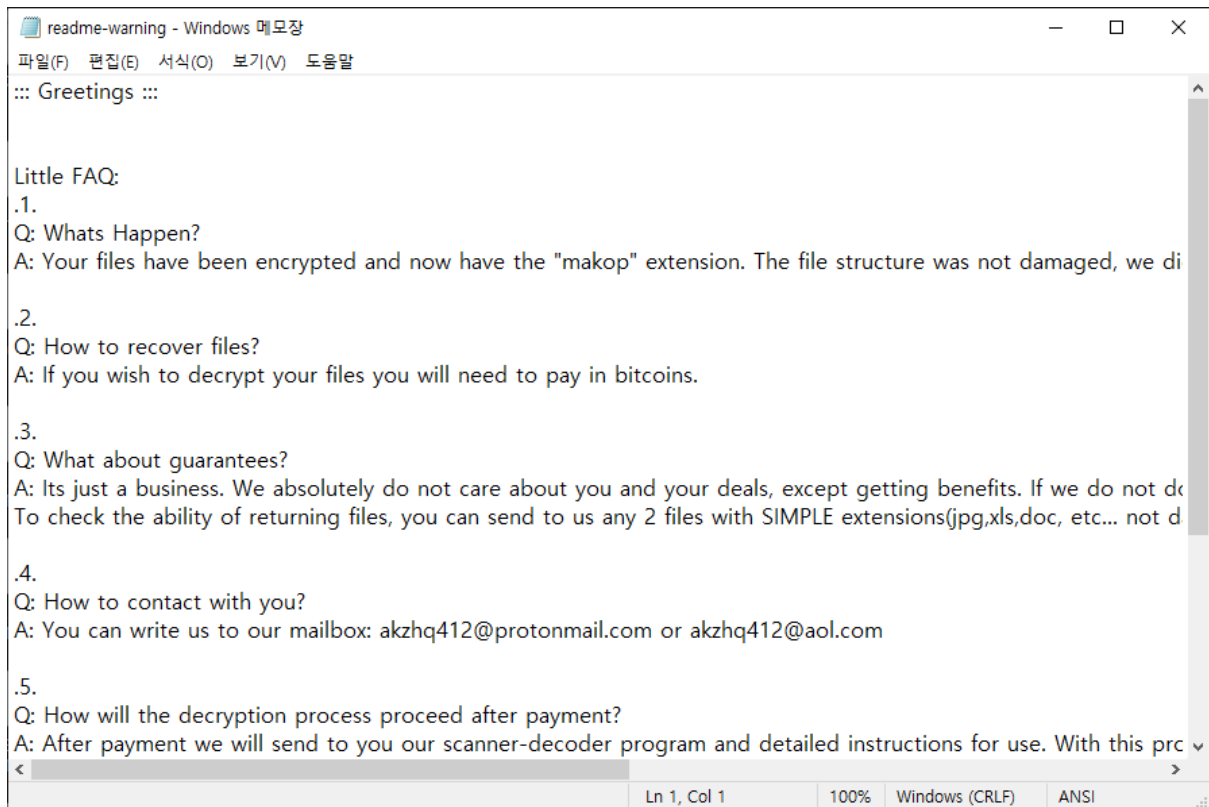 readme-warning - Windows 메모장
파일(F) 편집(E) 서식(O) 보기(V) 도움말
::: Greetings :::
Little FAQ:
.1.
Q: Whats Happen?
A: Your files have been encrypted and now have the "makop" extension. The file structure was not damaged, we di
.2.
Q: How to recover files?
A: If you wish to decrypt your files you will need to pay in bitcoins.
.3.
Q: What about guarantees?
A: Its just a business. We absolutely do not care about you and your deals, except getting benefits. If we do not do
To check the ability of returning files, you can send to us any 2 files with SIMPLE extensions(jpg,xls,doc, etc... not d
.4.
Q: How to contact with you?
A: You can write us to our mailbox: akzhq412@protonmail.com or akzhq412@aol.com
.5.
Q: How will the decryption process proceed after payment?
A: After payment we will send to you our scanner-decoder program and detailed instructions for use. With this pro
Ln 1, Col 1 100% Windows (CRLF) ANSI